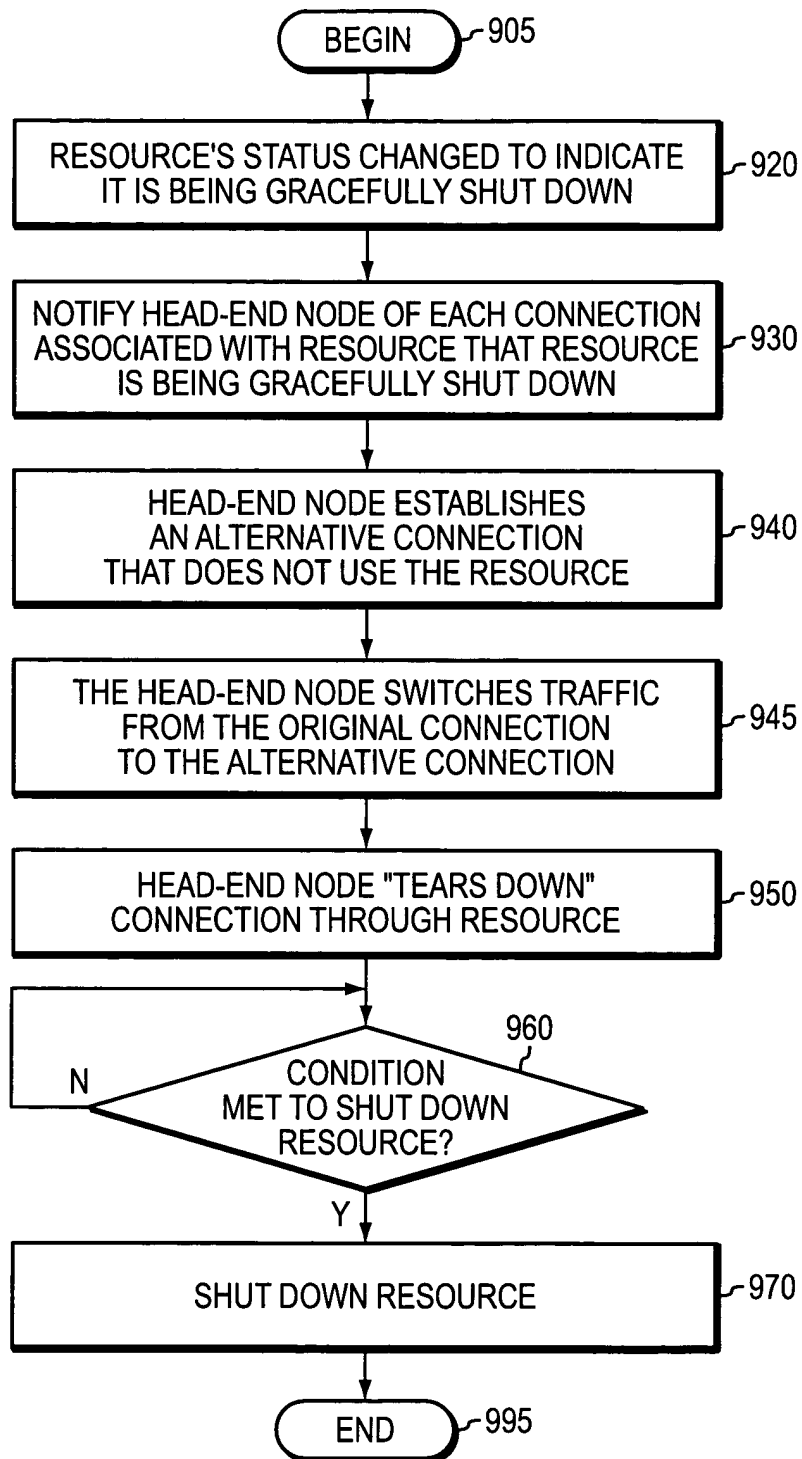 BEGIN
905
RESOURCE'S STATUS CHANGED TO INDICATE
IT IS BEING GRACEFULLY SHUT DOWN
920
NOTIFY HEAD-END NODE OF EACH CONNECTION
ASSOCIATED WITH RESOURCE THAT RESOURCE
IS BEING GRACEFULLY SHUT DOWN
930
HEAD-END NODE ESTABLISHES
AN ALTERNATIVE CONNECTION
THAT DOES NOT USE THE RESOURCE
940
THE HEAD-END NODE SWITCHES TRAFFIC
FROM THE ORIGINAL CONNECTION
TO THE ALTERNATIVE CONNECTION
945
HEAD-END NODE "TEARS DOWN"
CONNECTION THROUGH RESOURCE
950
960
CONDITION
MET TO SHUT DOWN
RESOURCE?
N
Y
SHUT DOWN RESOURCE
970
END
995